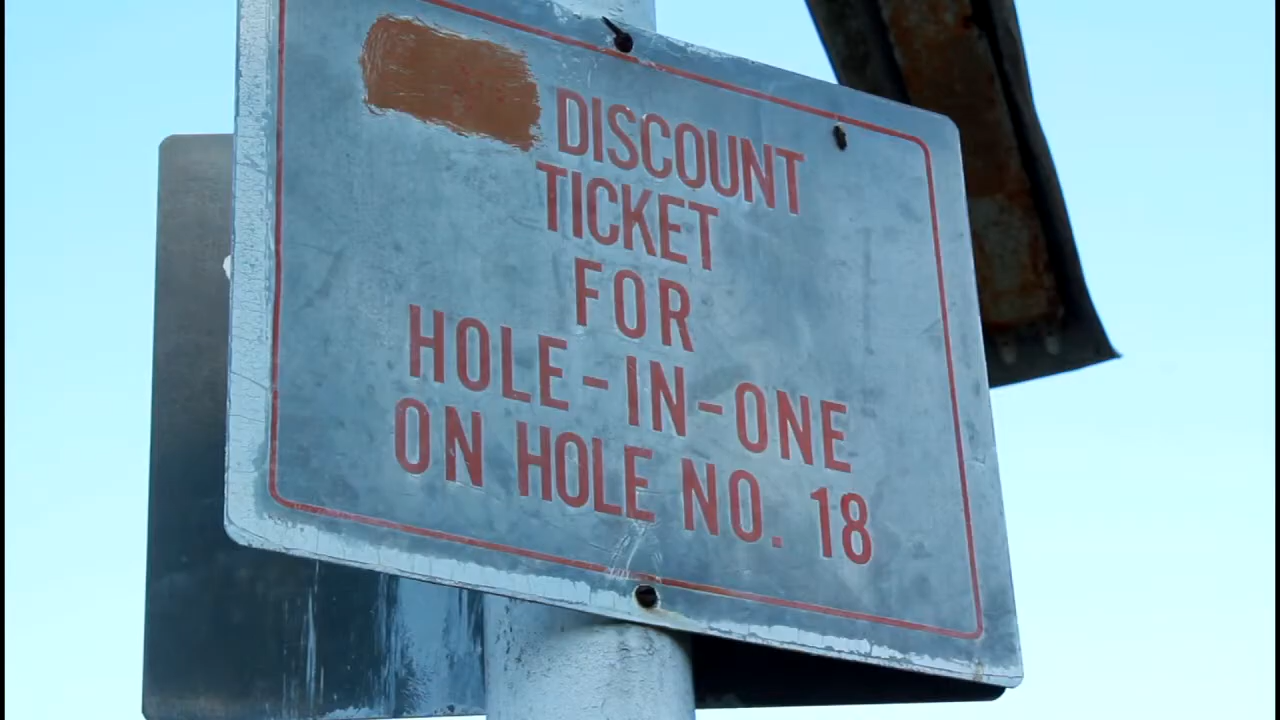 DISCOUNT
TICKET
FOR
HOLE-IN-ONE
ON HOLE NO. 18